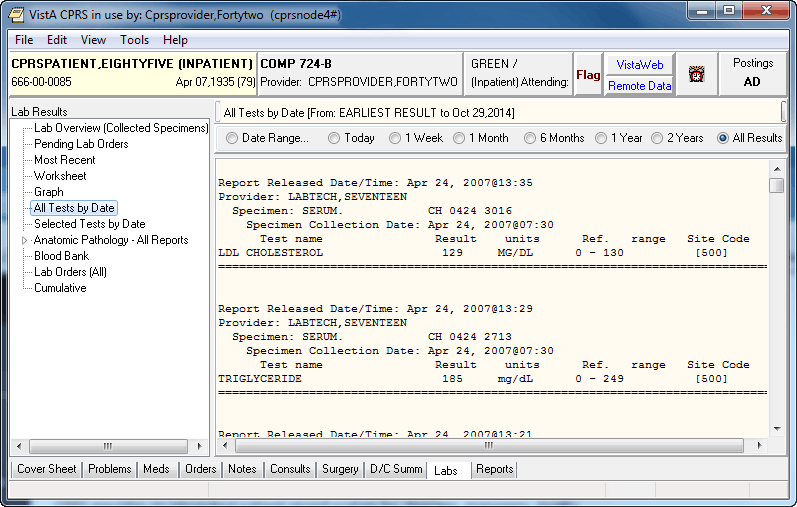 VistA CPRS in use by: Cprsprovider,Fortytwo (cprsnode4#)
File Edit View Tools Help
CPRSPATIENT,EIGHTYFIVE (INPATIENT) COMP 724-B GREEN / Flag VistaWeb Postings
666-00-0085 Apr 07,1935 (79) Provider: CPRSPROVIDER,FORTYTWO (Inpatient) Attending: Remote Data AD
Lab Results
Lab Overview (Collected Specimens)
Pending Lab Orders
Most Recent
Worksheet
Graph
All Tests by Date
Selected Tests by Date
Anatomic Pathology - All Reports
Blood Bank
Lab Orders (All)
Cumulative
All Tests by Date [From: EARLIEST RESULT to Oct 29,2014]
Date Range... Today 1 Week 1 Month 6 Months 1 Year 2 Years All Results
Report Released Date/Time: Apr 24, 2007@13:35
Provider: LABTECH,SEVENTEEN
Specimen: SERUM. CH 0424 3016
Specimen Collection Date: Apr 24, 2007@07:30
Test name Result units Ref. range Site Code
LDL CHOLESTEROL 129 MG/DL 0 - 130 [500]
Report Released Date/Time: Apr 24, 2007@13:29
Provider: LABTECH,SEVENTEEN
Specimen: SERUM. CH 0424 2713
Specimen Collection Date: Apr 24, 2007@07:30
Test name Result units Ref. range Site Code
TRIGLYCERIDE 185 mg/dL 0 - 249 [500]
Report Released Date/Time: Apr 24, 2007@13:21
Cover Sheet Problems Meds Orders Notes Consults Surgery D/C Summ Labs Reports